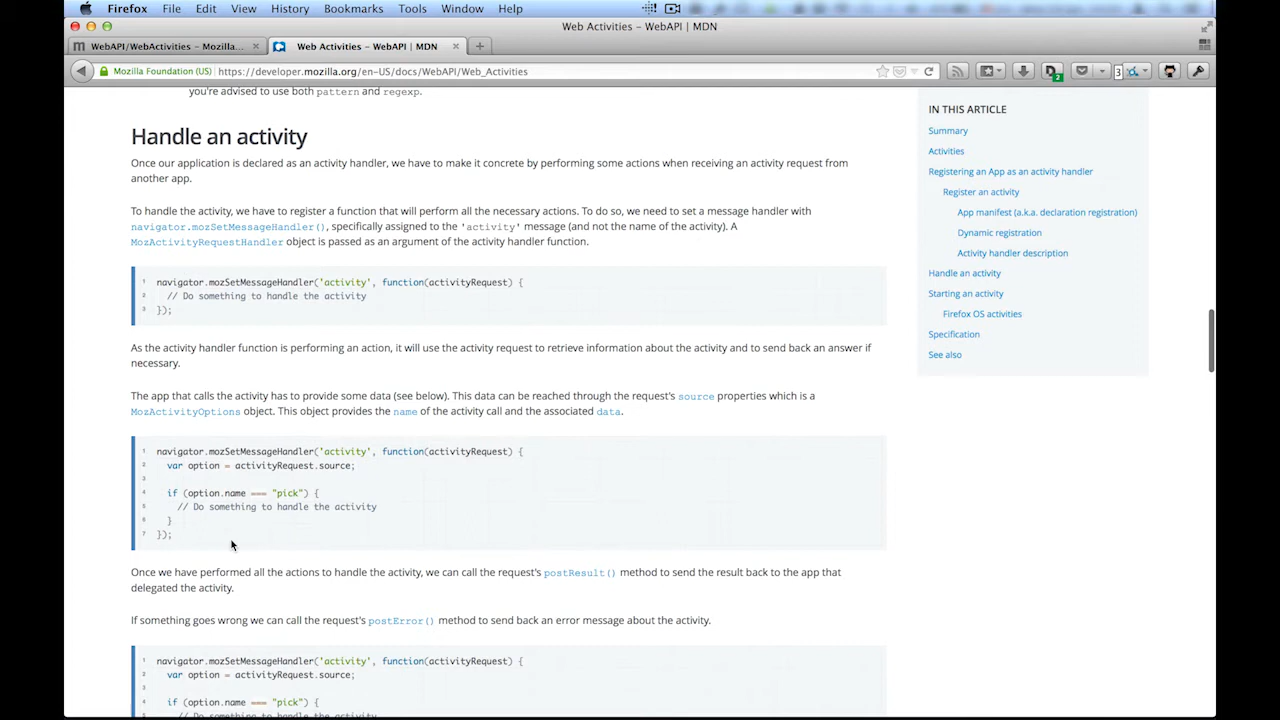 Firefox File Edit View History Bookmarks Tools Window Help
Web Activities – WebAPI | MDN
WebAPI/WebActivities – Mozilla...
Web Activities – WebAPI | MDN
Mozilla Foundation (US) https://developer.mozilla.org/en-US/docs/WebAPI/Web_Activities
3
2
you're advised to use both pattern and regexp.
Handle an activity
Once our application is declared as an activity handler, we have to make it concrete by performing some actions when receiving an activity request from
another app.
To handle the activity, we have to register a function that will perform all the necessary actions. To do so, we need to set a message handler with
navigator.mozSetMessageHandler(), specifically assigned to the 'activity' message (and not the name of the activity). A
MozActivityRequestHandler object is passed as an argument of the activity handler function.
1 navigator.mozSetMessageHandler('activity', function(activityRequest) {
2 // Do something to handle the activity
3 });
As the activity handler function is performing an action, it will use the activity request to retrieve information about the activity and to send back an answer if
necessary.
The app that calls the activity has to provide some data (see below). This data can be reached through the request's source properties which is a
MozActivityOptions object. This object provides the name of the activity call and the associated data.
1 navigator.mozSetMessageHandler('activity', function(activityRequest) {
2 var option = activityRequest.source;
3
4 if (option.name === "pick") {
5 // Do something to handle the activity
6 }
7 });
Once we have performed all the actions to handle the activity, we can call the request's postResult() method to send the result back to the app that
delegated the activity.
If something goes wrong we can call the request's postError() method to send back an error message about the activity.
1 navigator.mozSetMessageHandler('activity', function(activityRequest) {
2 var option = activityRequest.source;
3
4 if (option.name === "pick") {
5 // Do something to handle the activity
IN THIS ARTICLE
Summary
Activities
Registering an App as an activity handler
Register an activity
App manifest (a.k.a. declaration registration)
Dynamic registration
Activity handler description
Handle an activity
Starting an activity
Firefox OS activities
Specification
See also